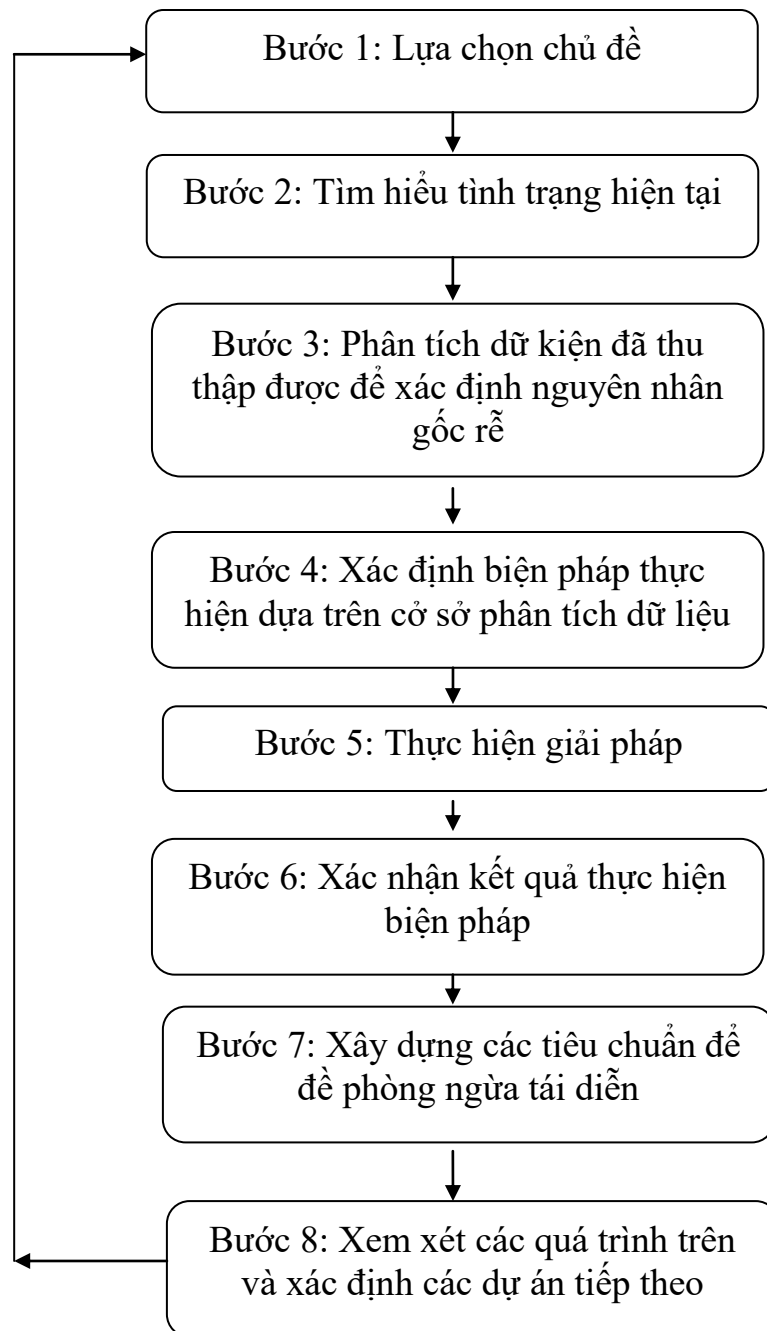 Bước 1: Lựa chọn chủ đề
Bước 2: Tìm hiểu tình trạng hiện tại
Bước 3: Phân tích dữ kiện đã thu
thập được để xác định nguyên nhân
gốc rễ
Bước 4: Xác định biện pháp thực
hiện dựa trên cở sở phân tích dữ liệu
Bước 5: Thực hiện giải pháp
Bước 6: Xác nhận kết quả thực hiện
biện pháp
Bước 7: Xây dựng các tiêu chuẩn để
đề phòng ngừa tái diễn
Bước 8: Xem xét các quá trình trên
và xác định các dự án tiếp theo